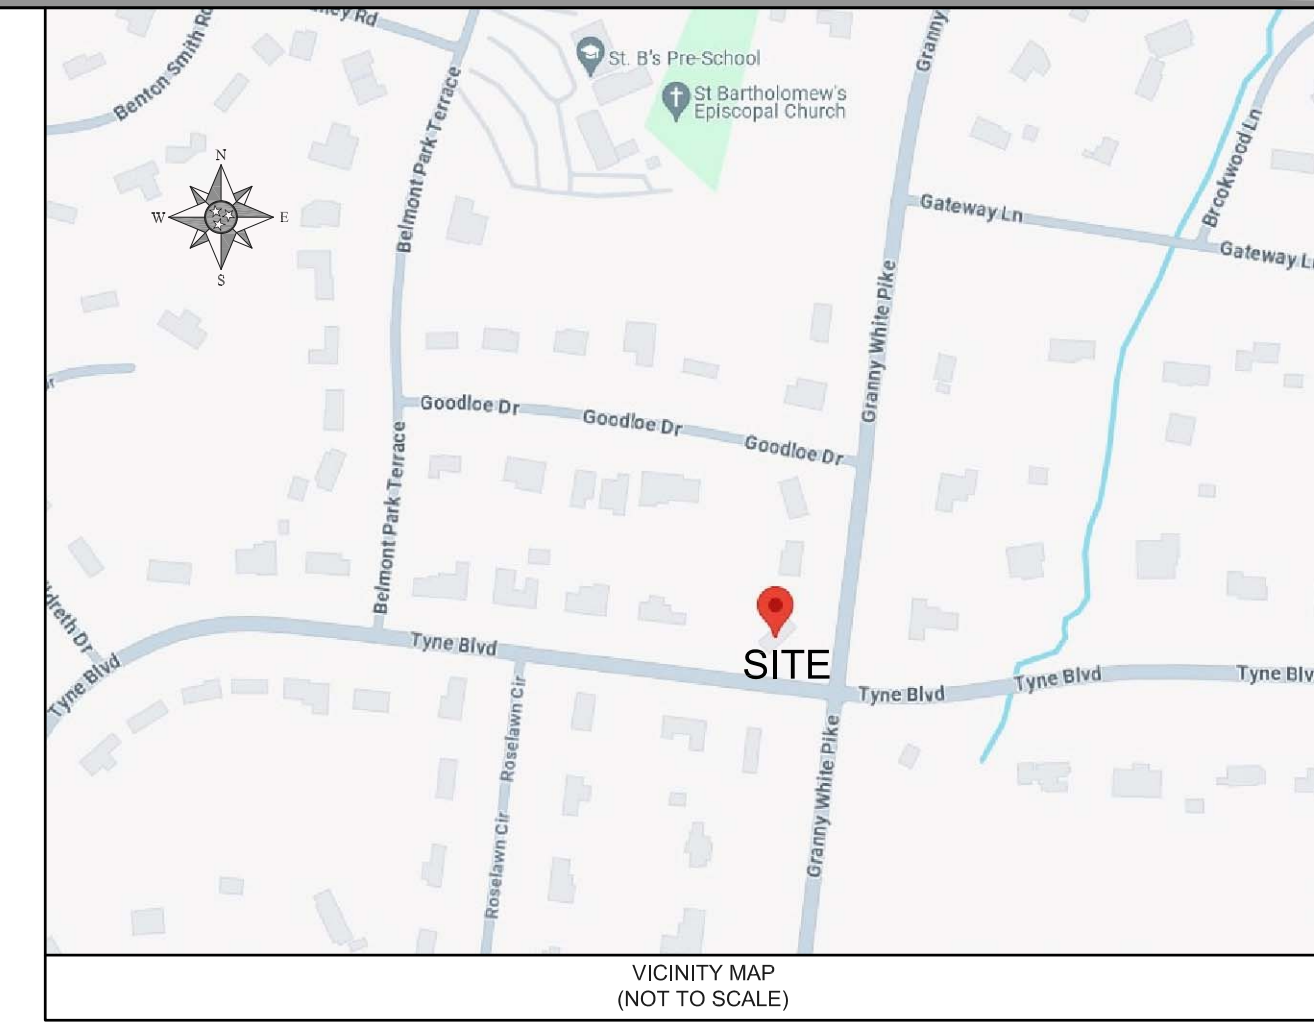 Benton Smith Rd
Belmont Park Terrace
St. B's Pre-School
St Bartholomew's
Episcopal Church
Granny
Brookwood Ln
N
W
E
S
Gateway Ln
Gateway L
Granny White Pike
Goodloe Dr
Goodloe Dr
Goodloe Dr
Belmont Park Terrace
Tyne Blvd
Tyne Blvd
SITE
Tyne Blvd
Tyne Blvd
Tyne Blv
Roselawn Cir
Roselawn Cir
Granny White Pike
VICINITY MAP
(NOT TO SCALE)